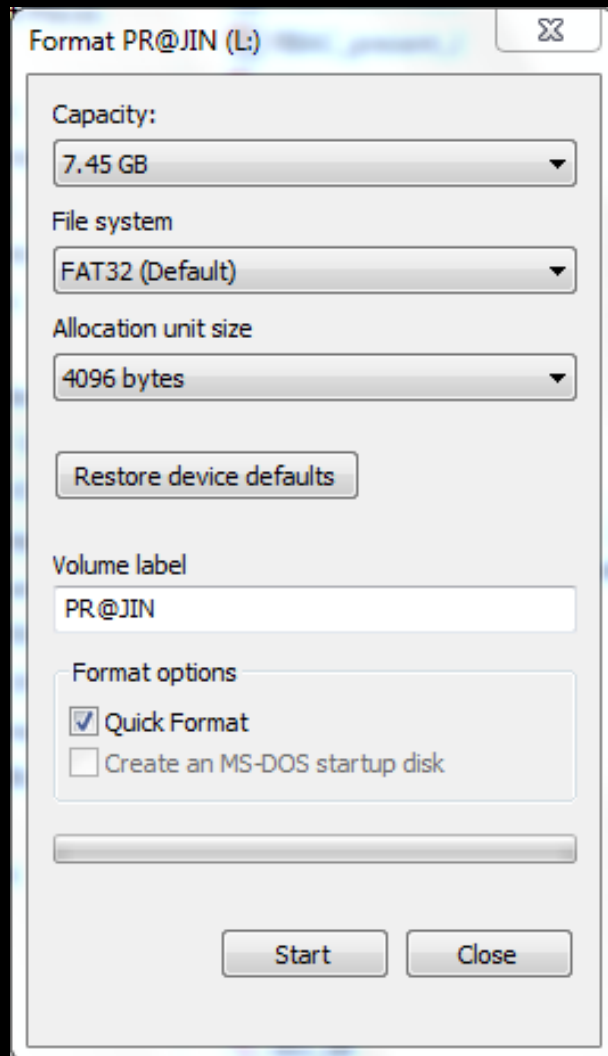 Format PR@JIN (L:)
Capacity:
7.45 GB
File system
FAT32 (Default)
Allocation unit size
4096 bytes
Restore device defaults
Volume label
PR@JIN
Format options
Quick Format
Create an MS-DOS startup disk
Start Close